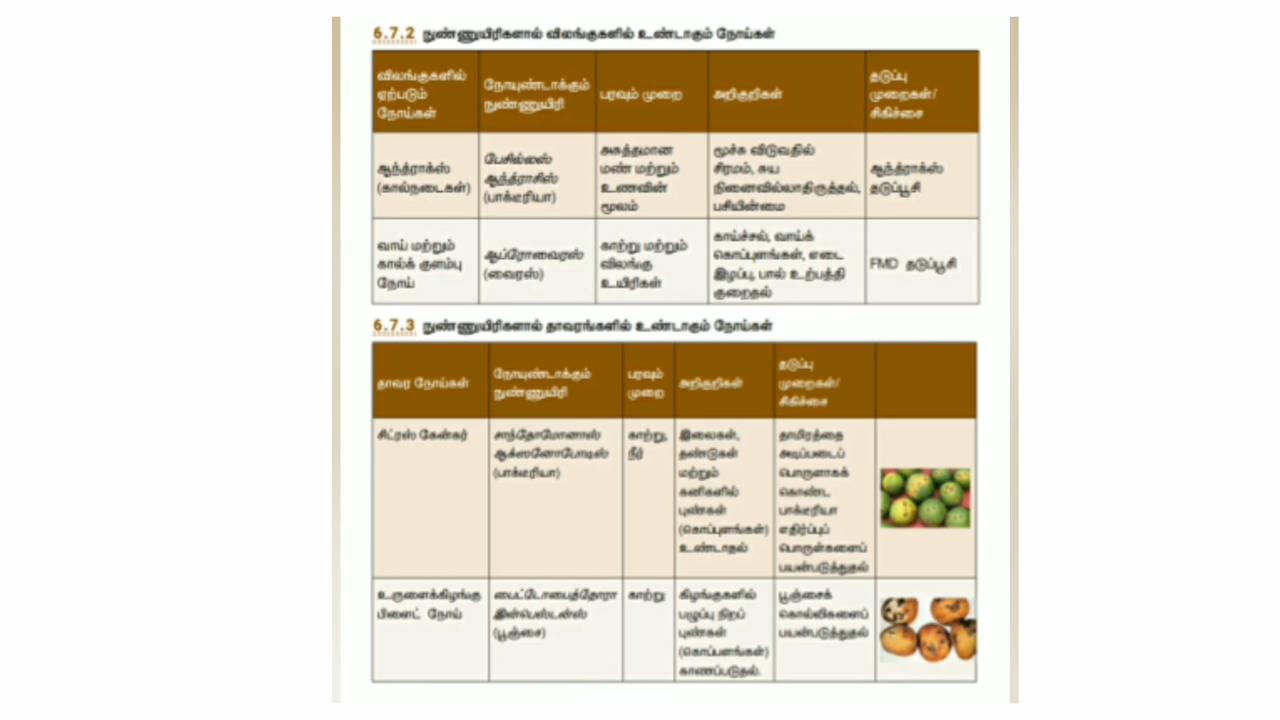 6.7.2 நுண்ணுயிரிகளால் விலங்குகளில் உண்டாகும் நோய்கள்
விலங்குகளில்
ஏற்படும்
நோய்கள்
நோயுண்டாக்கும்
நுண்ணுயிரி
பரவும் முறை
அறிகுறிகள்
தடுப்பு
முறைகள்/
சிகிச்சை
ஆந்த்ராக்ஸ்
(கால்நடைகள்)
பேசில்லஸ்
ஆந்த்ராசிஸ்
(பாக்டீரியா)
அசுத்தமான
மண் மற்றும்
உணவின்
மூலம்
மூச்சு விடுவதில்
சிரமம், சுய
நினைவில்லாதிருத்தல்,
பசியின்மை
ஆந்த்ராக்ஸ்
தடுப்பூசி
வாய் மற்றும்
கால்க் குளம்பு
நோய்
ஆப்ரோவைரஸ்
(வைரஸ்)
காற்று மற்றும்
விலங்கு
உயிரிகள்
காய்ச்சல், வாய்க்
கொப்புளங்கள், எடை
இழப்பு, பால் உற்பத்தி
குறைதல்
FMD தடுப்பூசி
6.7.3 நுண்ணுயிரிகளால் தாவரங்களில் உண்டாகும் நோய்கள்
தாவர நோய்கள்
நோயுண்டாக்கும்
நுண்ணுயிரி
பரவும்
முறை
அறிகுறிகள்
தடுப்பு
முறைகள்/
சிகிச்சை
சிட்ரஸ் கேன்கர்
சாந்தோமோனாஸ்
ஆக்ஸனோபோடிஸ்
(பாக்டீரியா)
காற்று,
நீர்
இலைகள்,
தண்டுகள்
மற்றும்
கனிகளில்
புண்கள்
(கொப்புளங்கள்)
உண்டாதல்
தாமிரத்தை
அடிப்படைப்
பொருளாகக்
கொண்ட
பாக்டீரியா
எதிர்ப்புப்
பொருள்களைப்
பயன்படுத்துதல்
உருளைக்கிழங்கு
பிளைட் நோய்
பைட்டோபைத்தோரா
இன்பெஸ்டன்ஸ்
(பூஞ்சை)
காற்று
கிழங்குகளில்
பழுப்பு நிறப்
புண்கள்
(கொப்பளங்கள்)
காணப்படுதல்.
பூஞ்சைக்
கொல்லிகளைப்
பயன்படுத்துதல்